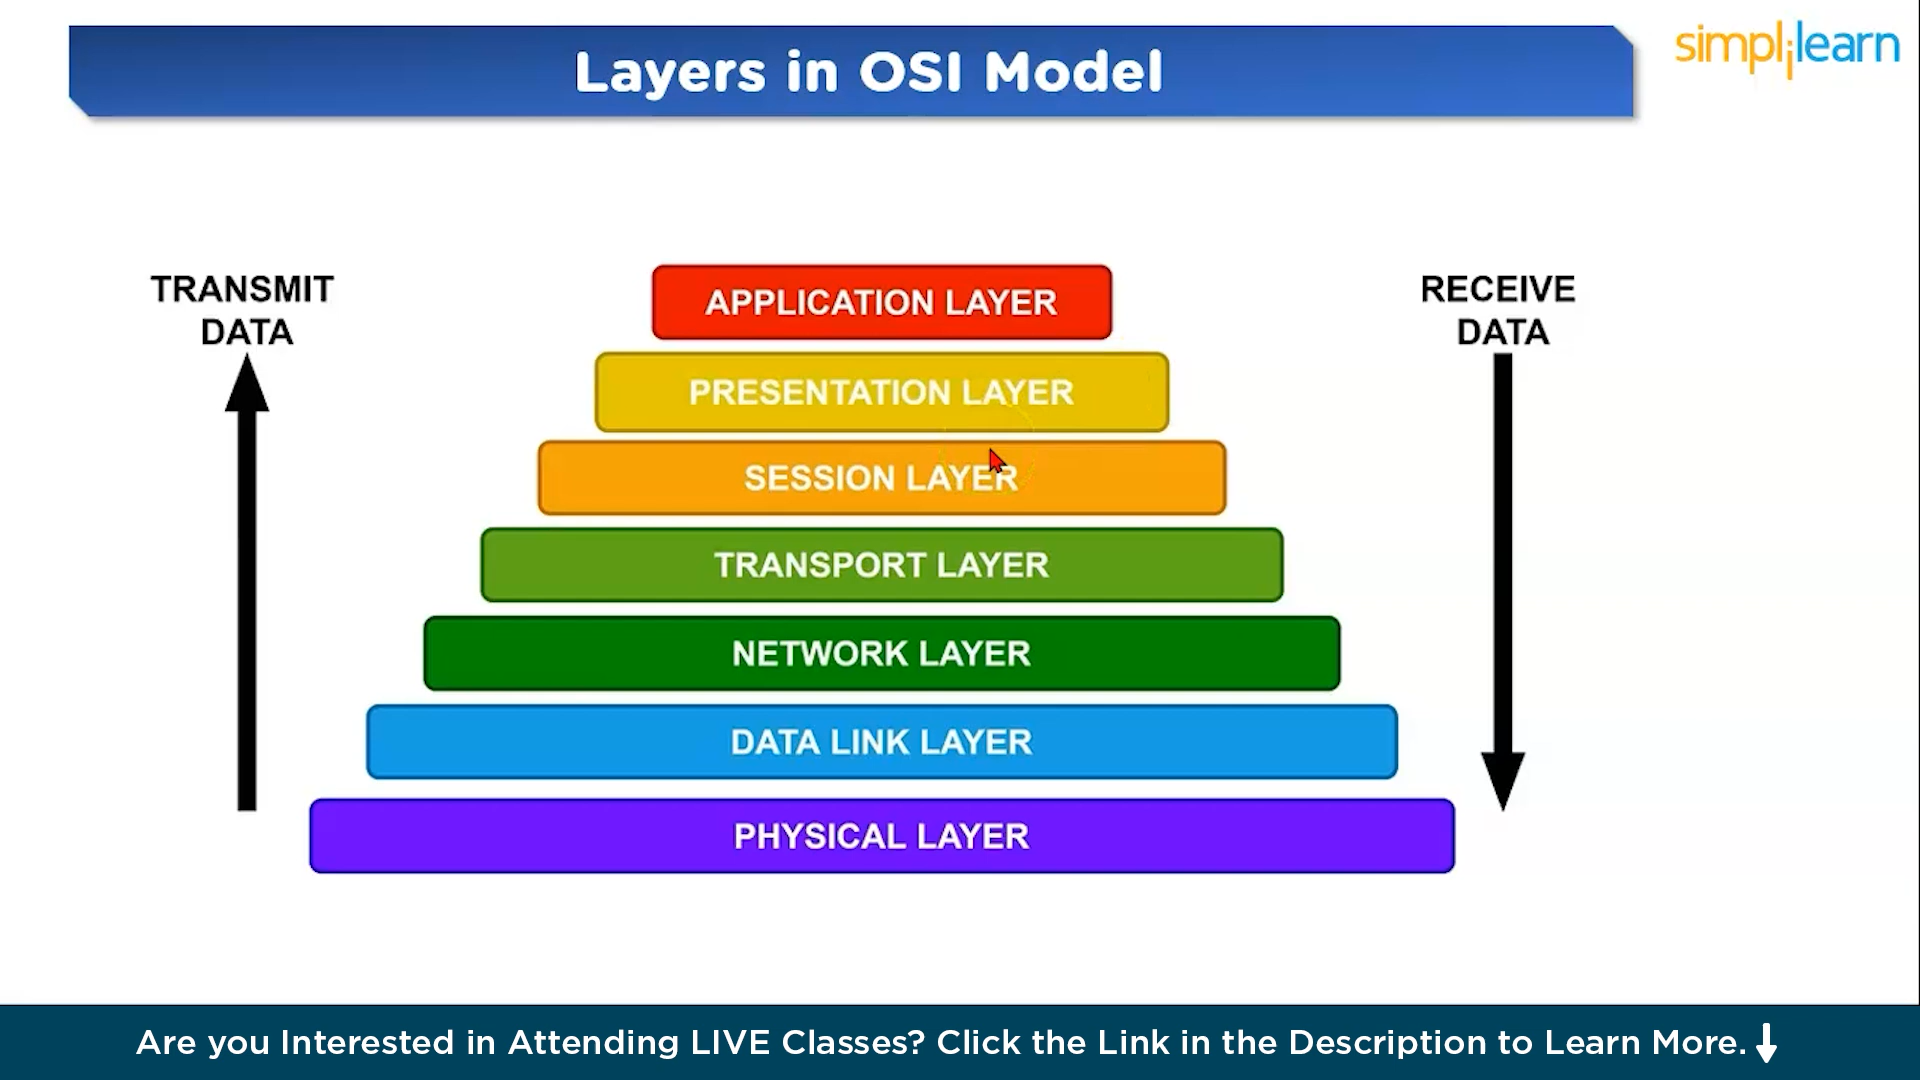 Layers in OSI Model
simplilearn
TRANSMIT
DATA
RECEIVE
DATA
APPLICATION LAYER
PRESENTATION LAYER
SESSION LAYER
TRANSPORT LAYER
NETWORK LAYER
DATA LINK LAYER
PHYSICAL LAYER
Are you Interested in Attending LIVE Classes? Click the Link in the Description to Learn More.